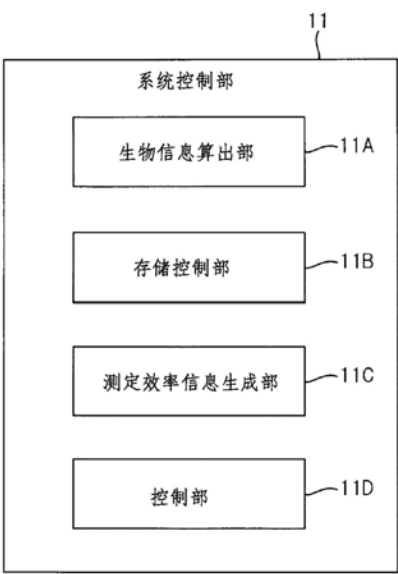 11
系统控制部
生物信息算出部 11A
存储控制部 11B
测定效率信息生成部 11C
控制部 11D